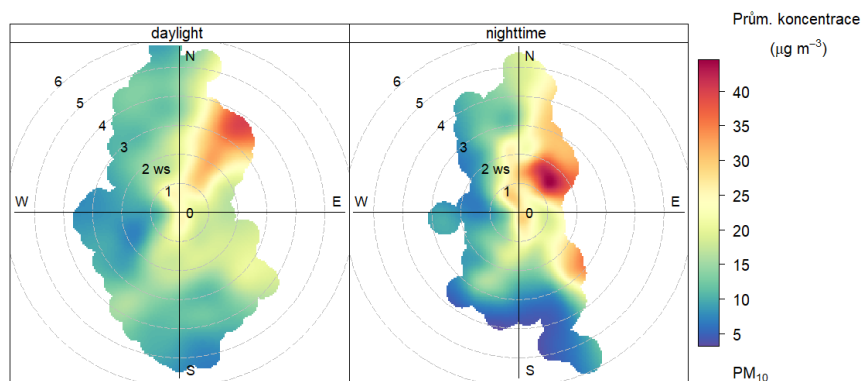 daylight
nighttime
Prům. koncentrace
(μg m⁻³)
N
6
5
4
3
2 ws
1
W
0
E
S
N
6
5
4
3
2 ws
1
W
0
E
S
40
35
30
25
20
15
10
5
PM₁₀